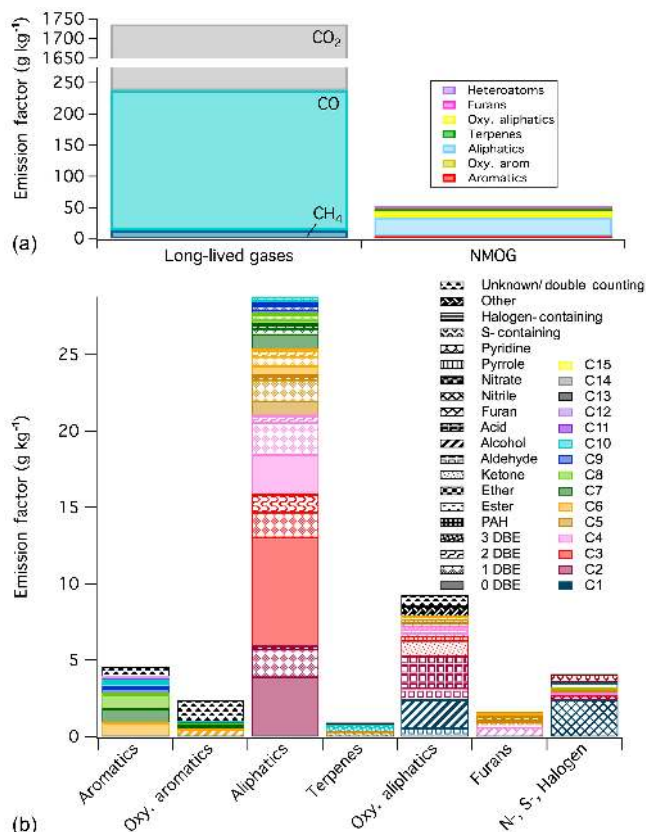 1750
1700
1650
250
200
150
100
50
0
Emission factor (g kg⁻¹)
CO₂
CO
CH₄
Heteroatoms
Furans
Oxy. aliphatics
Terpenes
Aliphatics
Oxy. arom
Aromatics
(a)
Long-lived gases
NMOG
Unknown/double counting
Other
Halogen-containing
S-containing
Pyridine
Pyrrole
Nitrate
Nitrile
Furan
Acid
Alcohol
Aldehyde
Ketone
Ether
Ester
PAH
3 DBE
2 DBE
1 DBE
0 DBE
C15
C14
C13
C12
C11
C10
C9
C8
C7
C6
C5
C4
C3
C2
C1
25
20
15
10
5
0
Emission factor (g kg⁻¹)
Aromatics
Oxy. aromatics
Aliphatics
Terpenes
Oxy. aliphatics
Furans
N-, S-, Halogen
(b)